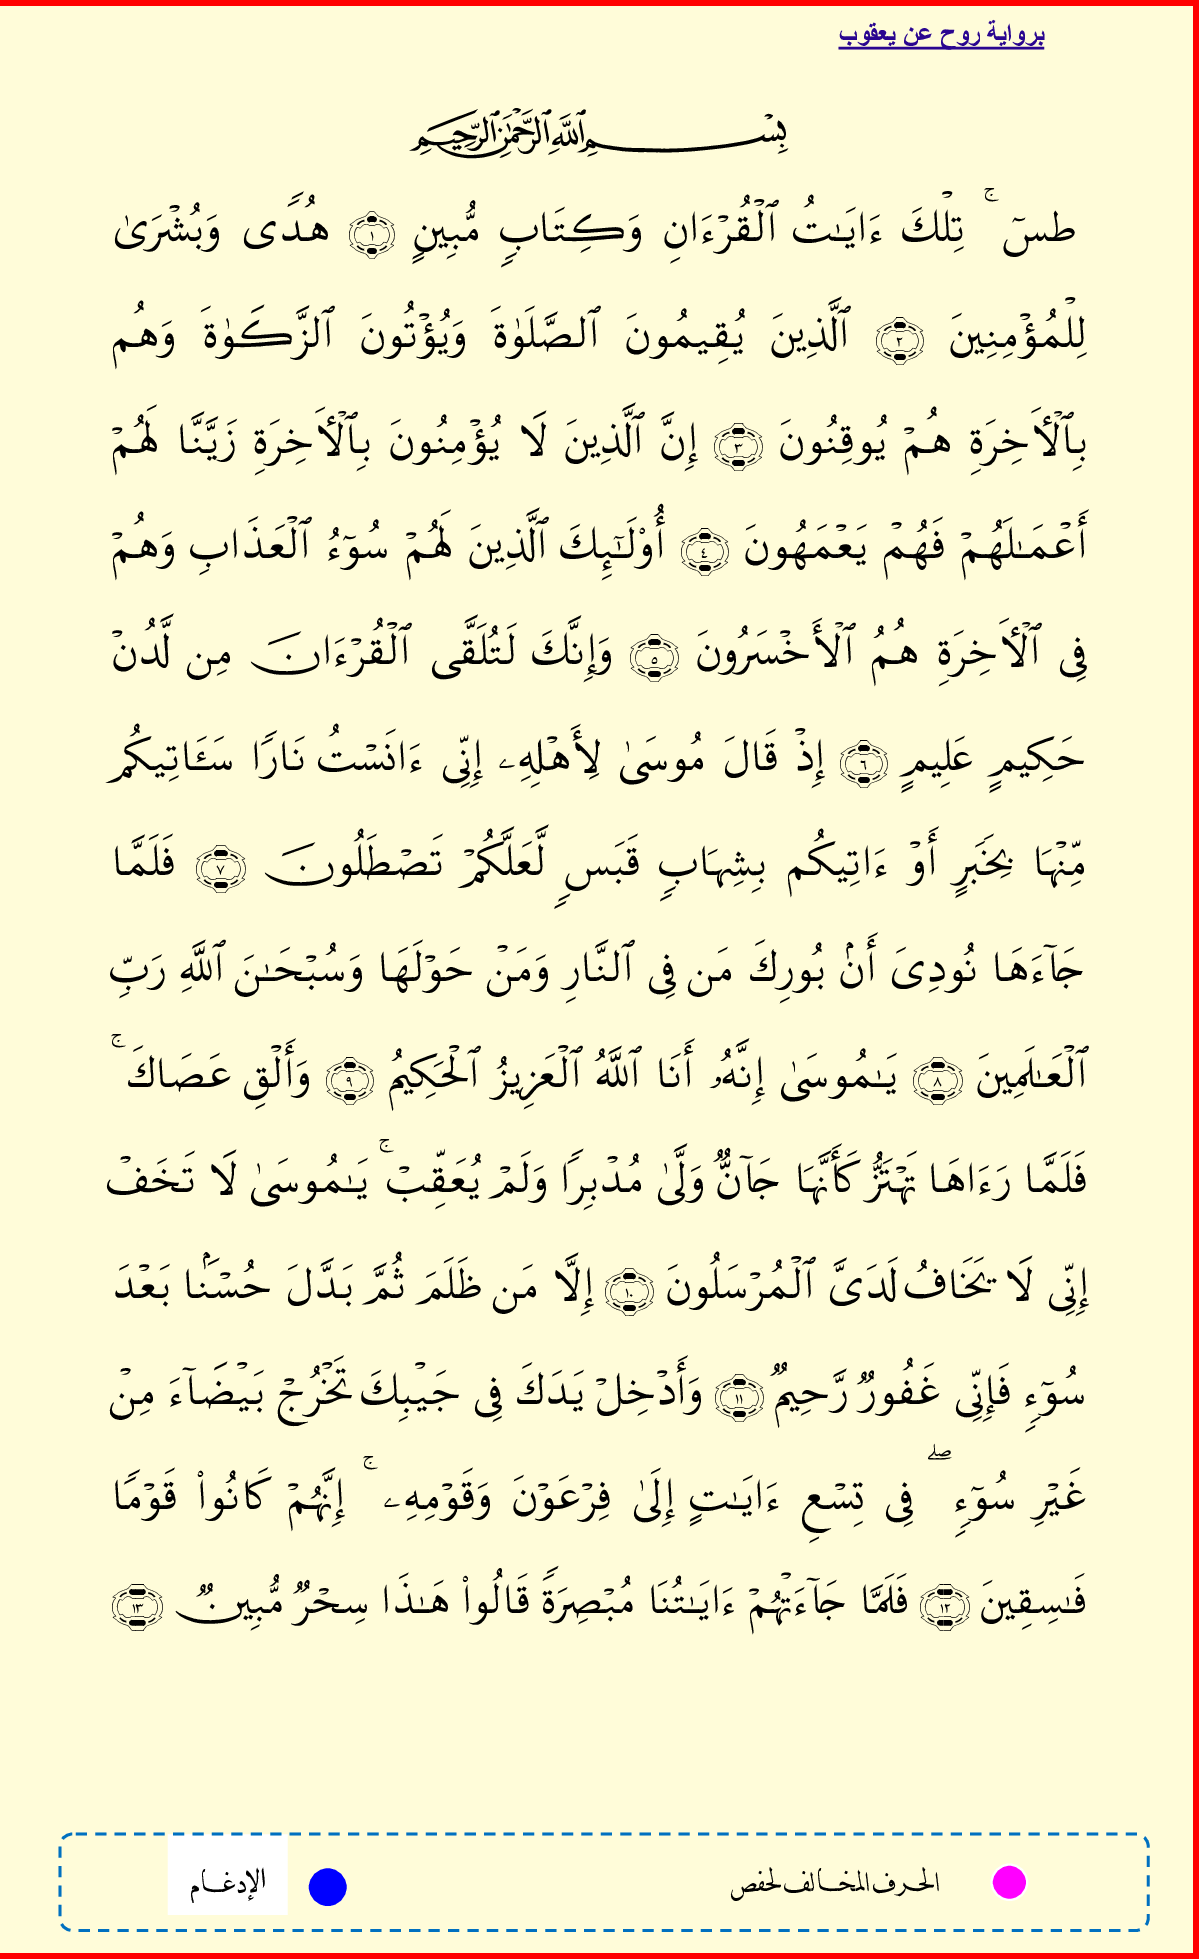 برواية روح عن يعقوب
بِسْمِ ٱللَّهِ ٱلرَّحْمَٰنِ ٱلرَّحِيمِ
طسٓ ۚ تِلْكَ ءَايَـٰتُ ٱلْقُرْءَانِ وَكِتَابٍ مُّبِينٍ ١ هُدًى وَبُشْرَىٰ
لِلْمُؤْمِنِينَ ٢ ٱلَّذِينَ يُقِيمُونَ ٱلصَّلَوٰةَ وَيُؤْتُونَ ٱلزَّكَوٰةَ وَهُم
بِٱلْأَخِرَةِ هُمْ يُوقِنُونَ ٣ إِنَّ ٱلَّذِينَ لَا يُؤْمِنُونَ بِٱلْأَخِرَةِ زَيَّنَّا لَهُمْ
أَعْمَـٰلَهُمْ فَهُمْ يَعْمَهُونَ ٤ أُوْلَـٰٓئِكَ ٱلَّذِينَ لَهُمْ سُوٓءُ ٱلْعَذَابِ وَهُمْ
فِى ٱلْأَخِرَةِ هُمُ ٱلْأَخْسَرُونَ ٥ وَإِنَّكَ لَتُلَقَّى ٱلْقُرْءَانَ مِن لَّدُنْ
حَكِيمٍ عَلِيمٍ ٦ إِذْ قَالَ مُوسَىٰ لِأَهْلِهِۦ إِنِّى ءَانَسْتُ نَارًا سَـَٔاتِيكُم
مِّنْهَا بِخَبَرٍ أَوْ ءَاتِيكُم بِشِهَابِ قَبَسٍ لَّعَلَّكُمْ تَصْطَلُونَ ٧ فَلَمَّا
جَآءَهَا نُودِىَ أَنۢ بُورِكَ مَن فِى ٱلنَّارِ وَمَنْ حَوْلَهَا وَسُبْحَـٰنَ ٱللَّهِ رَبِّ
ٱلْعَـٰلَمِينَ ٨ يَـٰمُوسَىٰ إِنَّهُۥ أَنَا ٱللَّهُ ٱلْعَزِيزُ ٱلْحَكِيمُ ٩ وَأَلْقِ عَصَاكَ ۚ
فَلَمَّا رَءَاهَا تَهْتَزُّ كَأَنَّهَا جَآنٌّ وَلَّىٰ مُدْبِرًا وَلَمْ يُعَقِّبْ ۚ يَـٰمُوسَىٰ لَا تَخَفْ
إِنِّى لَا يَخَافُ لَدَىَّ ٱلْمُرْسَلُونَ ١٠ إِلَّا مَن ظَلَمَ ثُمَّ بَدَّلَ حُسْنًۢا بَعْدَ
سُوٓءٍ فَإِنِّى غَفُورٌ رَّحِيمٌ ١١ وَأَدْخِلْ يَدَكَ فِى جَيْبِكَ تَخْرُجْ بَيْضَآءَ مِنْ
غَيْرِ سُوٓءٍ ۖ فِى تِسْعِ ءَايَـٰتٍ إِلَىٰ فِرْعَوْنَ وَقَوْمِهِۦ ۚ إِنَّهُمْ كَانُوا۟ قَوْمًا
فَـٰسِقِينَ ١٢ فَلَمَّا جَآءَتْهُمْ ءَايَـٰتُنَا مُبْصِرَةً قَالُوا۟ هَـٰذَا سِحْرٌ مُّبِينٌ ١٣
الحرف المخالف لحفص
الإدغام